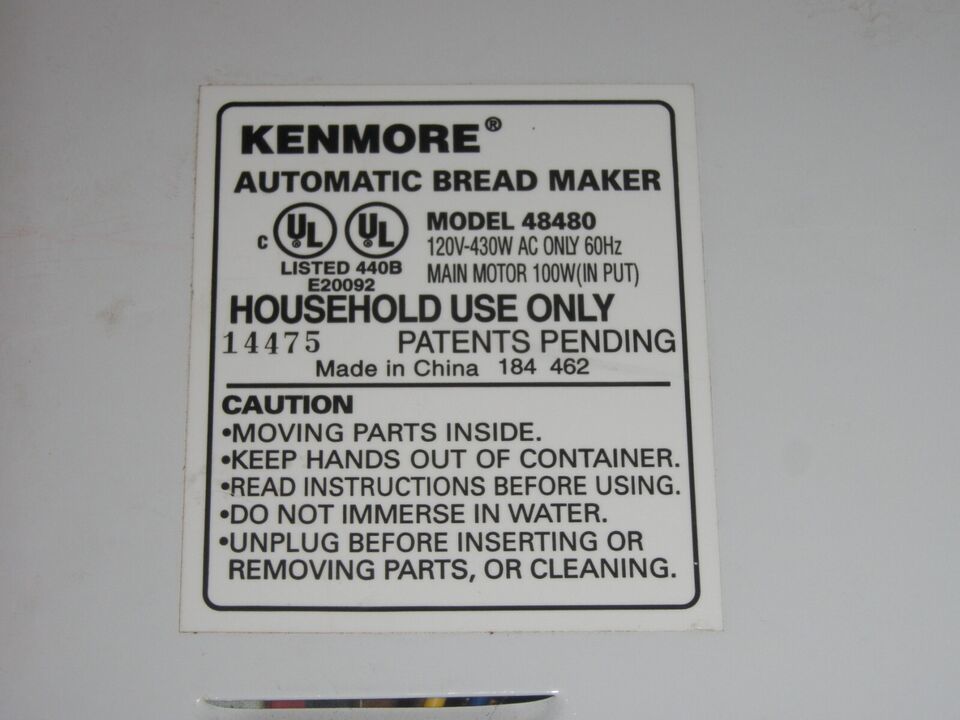 KENMORE®
AUTOMATIC BREAD MAKER
C UL® UL®
LISTED 440B
E20092
MODEL 48480
120V-430W AC ONLY 60Hz
MAIN MOTOR 100W(IN PUT)
HOUSEHOLD USE ONLY
14475 PATENTS PENDING
Made in China 184 462
CAUTION
•MOVING PARTS INSIDE.
•KEEP HANDS OUT OF CONTAINER.
•READ INSTRUCTIONS BEFORE USING.
•DO NOT IMMERSE IN WATER.
•UNPLUG BEFORE INSERTING OR
REMOVING PARTS, OR CLEANING.